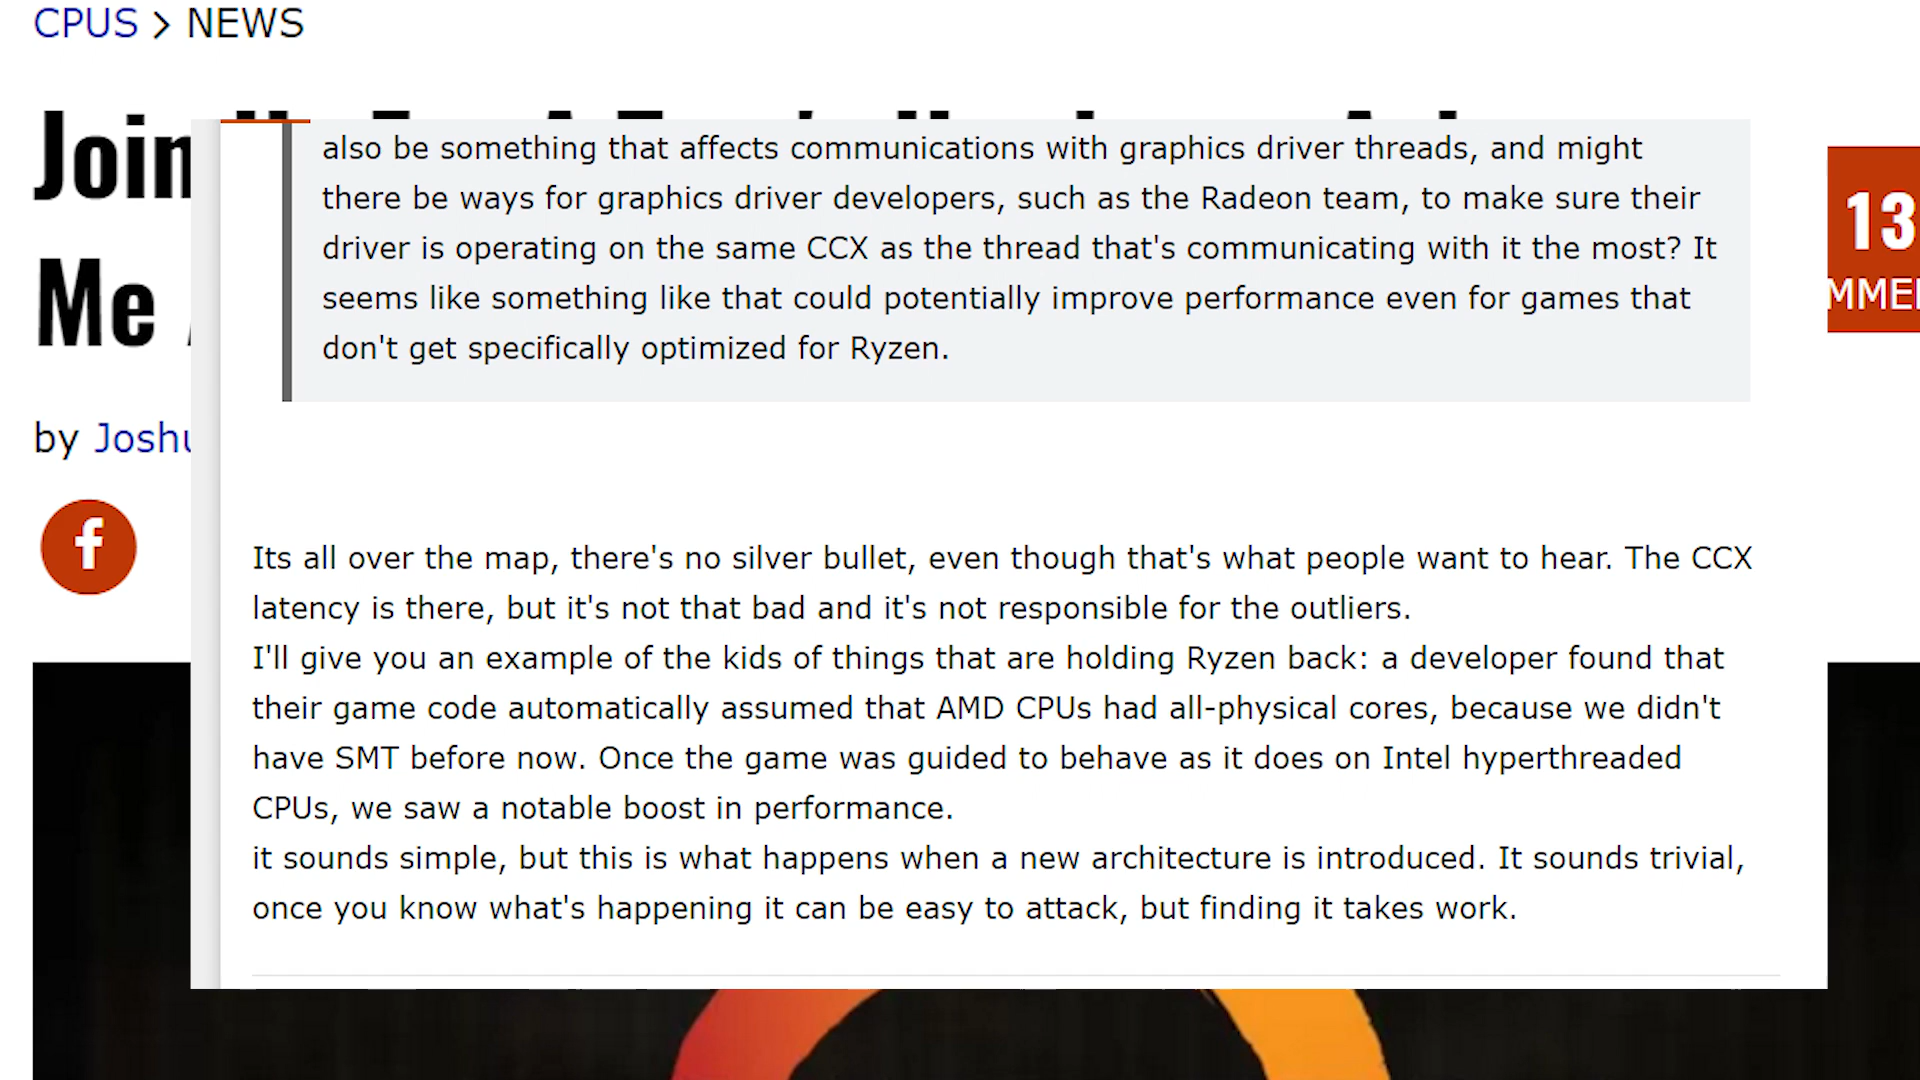 CPUS > NEWS
Join
Me
by
13
also be something that affects communications with graphics driver threads, and might
there be ways for graphics driver developers, such as the Radeon team, to make sure their
driver is operating on the same CCX as the thread that's communicating with it the most? It
seems like something like that could potentially improve performance even for games that
don't get specifically optimized for Ryzen.
f
Its all over the map, there's no silver bullet, even though that's what people want to hear. The CCX
latency is there, but it's not that bad and it's not responsible for the outliers.
I'll give you an example of the kids of things that are holding Ryzen back: a developer found that
their game code automatically assumed that AMD CPUs had all-physical cores, because we didn't
have SMT before now. Once the game was guided to behave as it does on Intel hyperthreaded
CPUs, we saw a notable boost in performance.
it sounds simple, but this is what happens when a new architecture is introduced. It sounds trivial,
once you know what's happening it can be easy to attack, but finding it takes work.